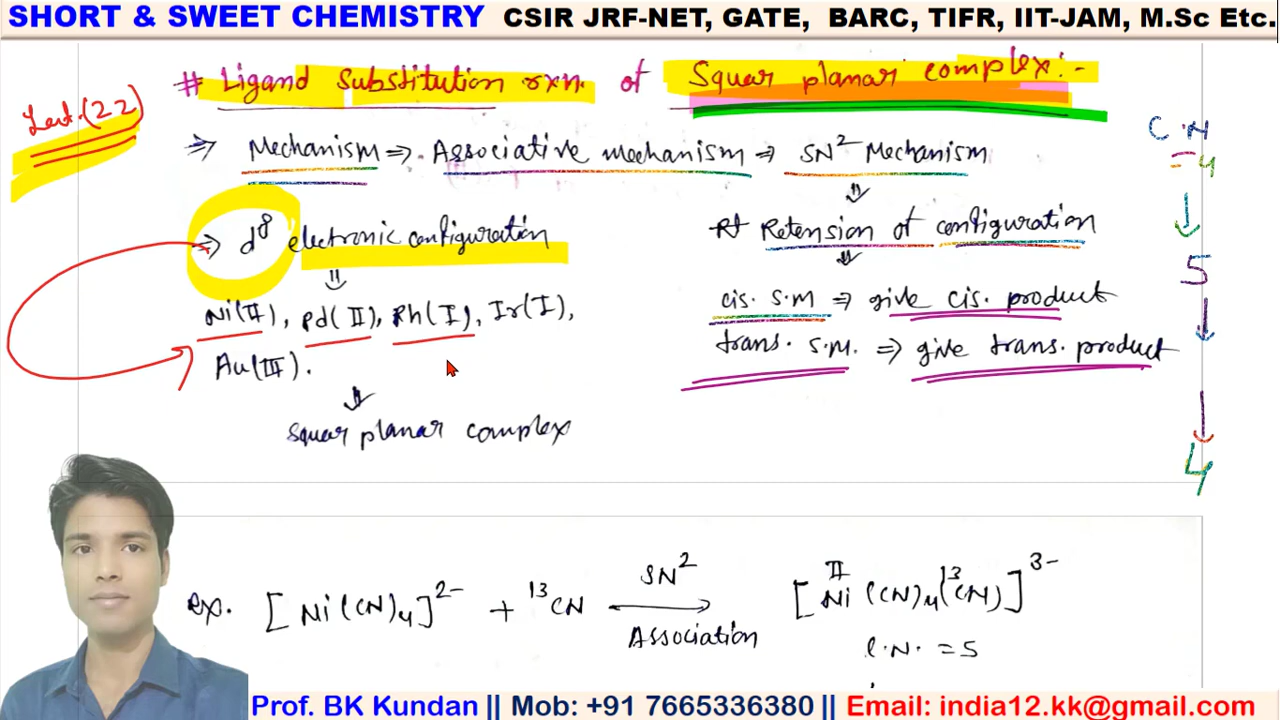 SHORT & SWEET CHEMISTRY CSIR JRF-NET, GATE, BARC, TIFR, IIT-JAM, M.Sc Etc.
# Ligand Substitution rxn. of Squar planar complex:-
Lect.(22)
⇒ Mechanism ⇒ Associative mechanism ⇒ SN² Mechanism
⇒ d⁸ electronic configuration
⇓
Ni(II), pd(II), Rh(I), Ir(I),
Au(III).
⇓
Squar planar complex
⇓
Retension of configuration
⇓
cis. s.m ⇒ give cis. product
trans. s.m. ⇒ give trans. product
C.N
4
↓
5
↓
↓
4
ex. [Ni(CN)₄]²⁻ + ¹³CN SN² Association → [Ni^II (CN)₄(¹³CN)]³⁻
C.N. = 5
Prof. BK Kundan || Mob: +91 7665336380 || Email: india12.kk@gmail.com